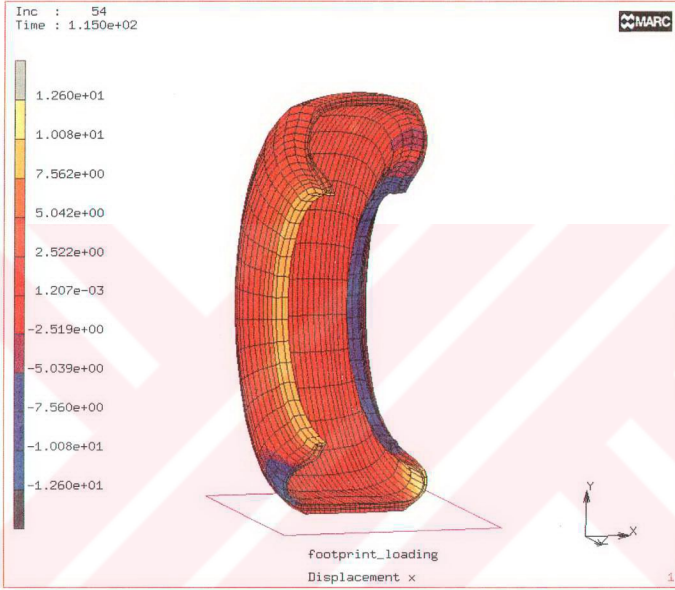 Inc : 54
Time : 1.150e+02
MARC
1.260e+01
1.008e+01
7.562e+00
5.042e+00
2.522e+00
1.207e-03
-2.519e+00
-5.039e+00
-7.560e+00
-1.008e+01
-1.260e+01
Y
X
Z
footprint_loading
Displacement x
1